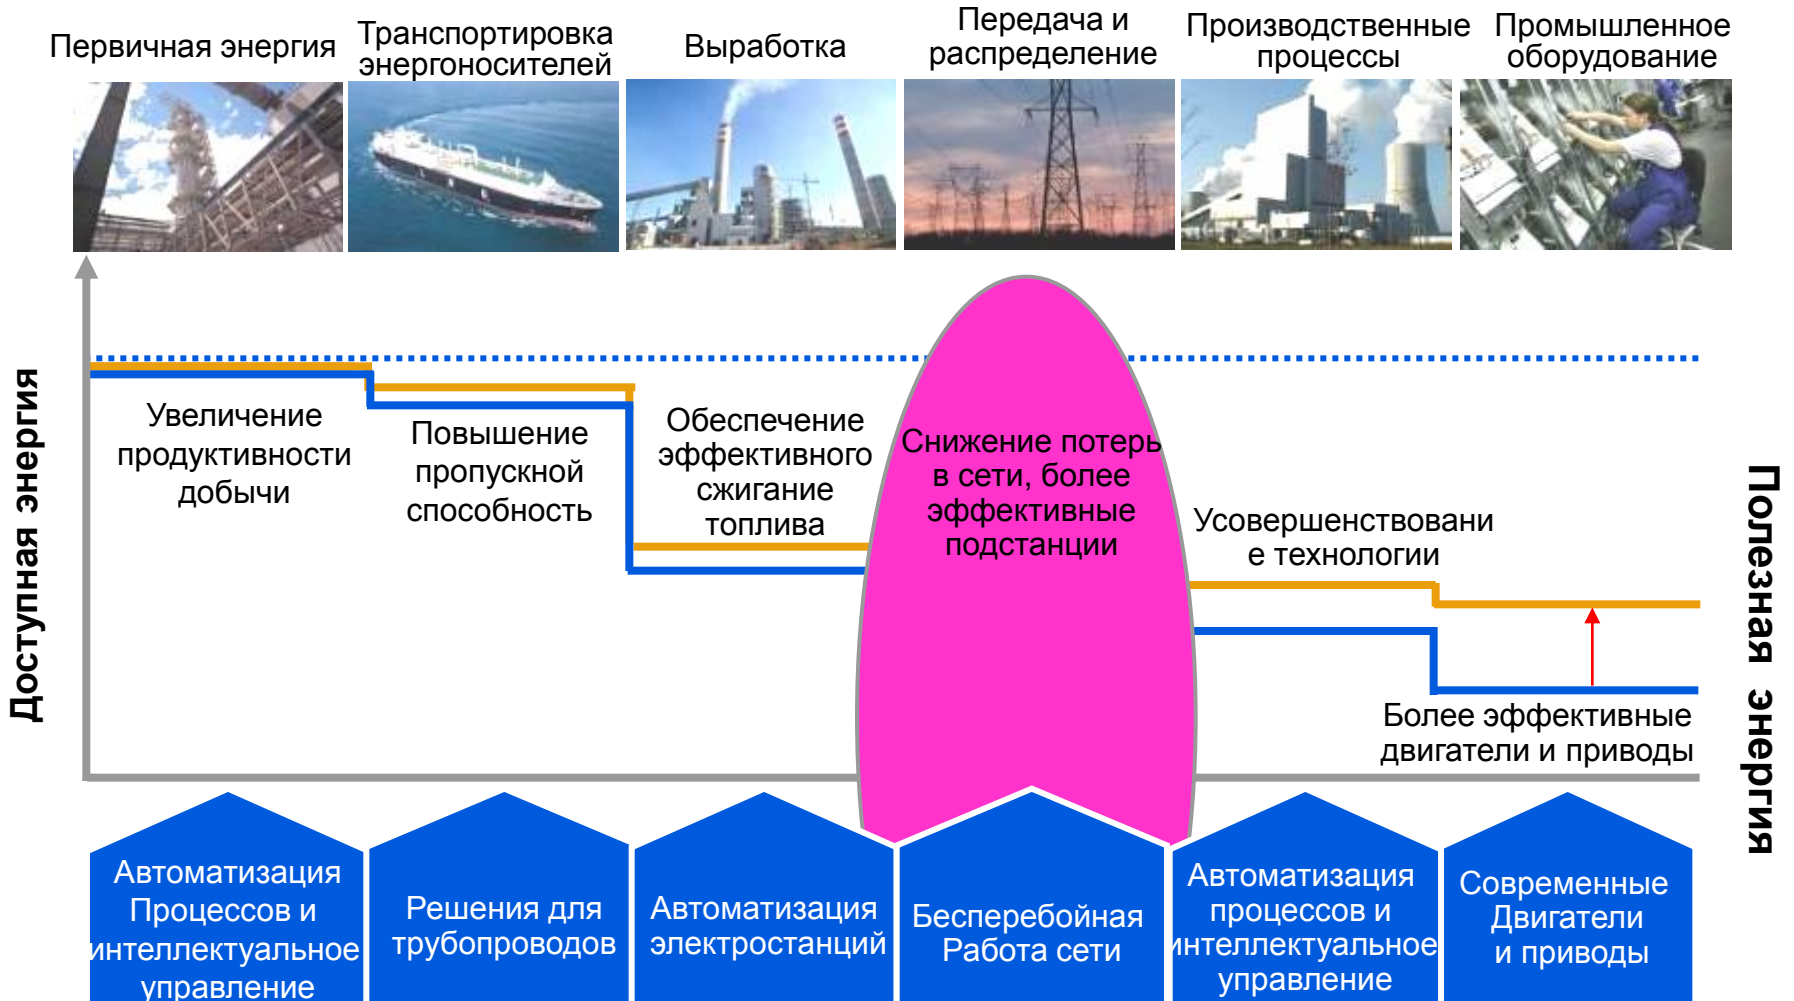 Первичная энергия
Транспортировка
энергоносителей
Выработка
Передача и
распределение
Производственные
процессы
Промышленное
оборудование
Доступная энергия
Увеличение
продуктивности
добычи
Повышение
пропускной
способность
Обеспечение
эффективного
сжигание
топлива
Снижение потерь
в сети, более
эффективные
подстанции
Усовершенствовани
е технологии
Более эффективные
двигатели и приводы
Полезная энергия
Автоматизация
Процессов и
интеллектуальное
управление
Решения для
трубопроводов
Автоматизация
электростанций
Бесперебойная
Работа сети
Автоматизация
процессов и
интеллектуальное
управление
Современные
Двигатели
и приводы